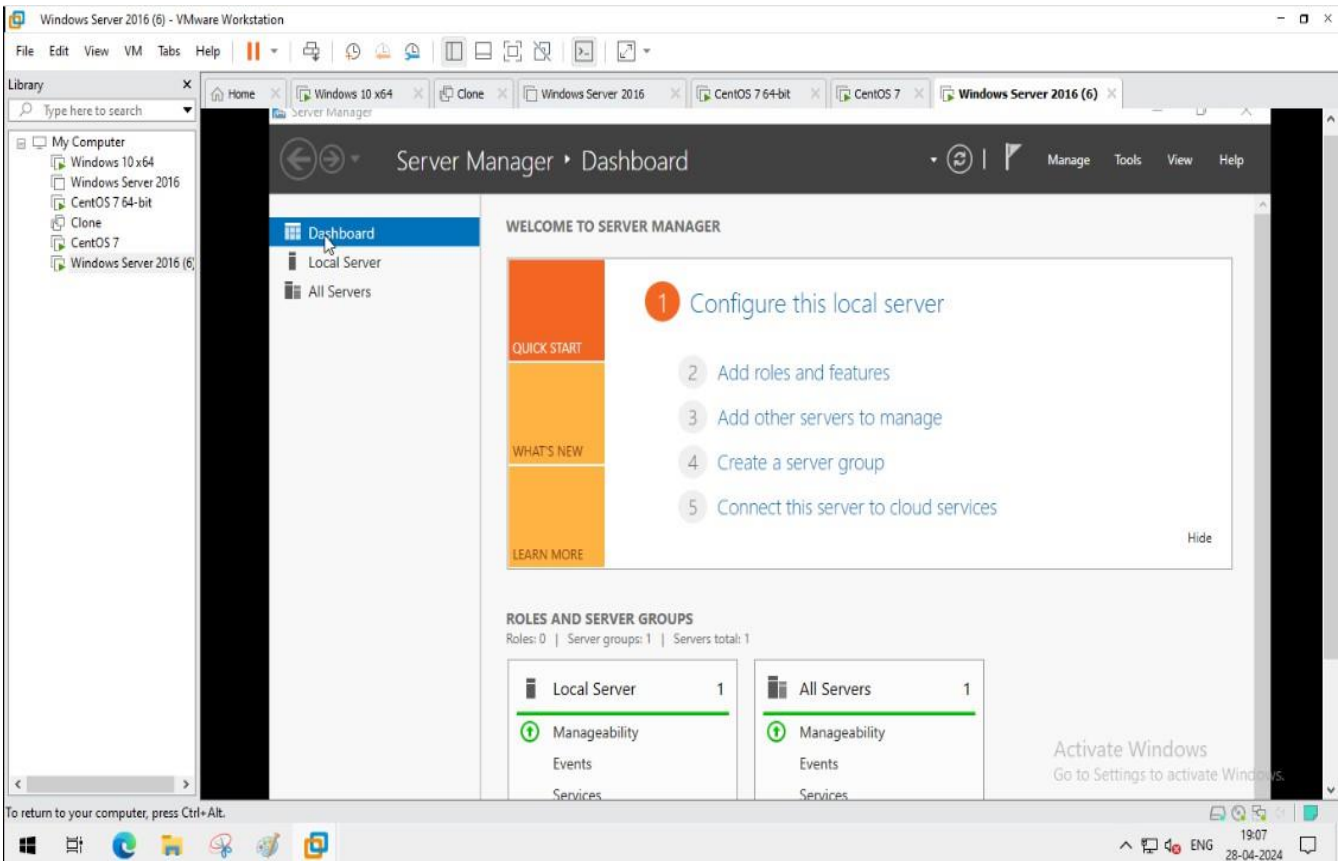 Windows Server 2016 (6) - VMware Workstation
File Edit View VM Tabs Help
Library
Type here to search
My Computer
Windows 10 x64
Windows Server 2016
CentOS 7 64-bit
Clone
CentOS 7
Windows Server 2016 (6)
Home Windows 10 x64 Clone Windows Server 2016 CentOS 7 64-bit CentOS 7 Windows Server 2016 (6)
Server Manager
Server Manager Dashboard
Manage Tools View Help
Dashboard
Local Server
All Servers
WELCOME TO SERVER MANAGER
QUICK START
WHAT'S NEW
LEARN MORE
1 Configure this local server
2 Add roles and features
3 Add other servers to manage
4 Create a server group
5 Connect this server to cloud services
Hide
ROLES AND SERVER GROUPS
Roles: 0 | Server groups: 1 | Servers total: 1
Local Server 1
Manageability
Events
Services
All Servers 1
Manageability
Events
Services
Activate Windows
Go to Settings to activate Windows.
To return to your computer, press Ctrl+Alt.
ENG
19:07
28-04-2024